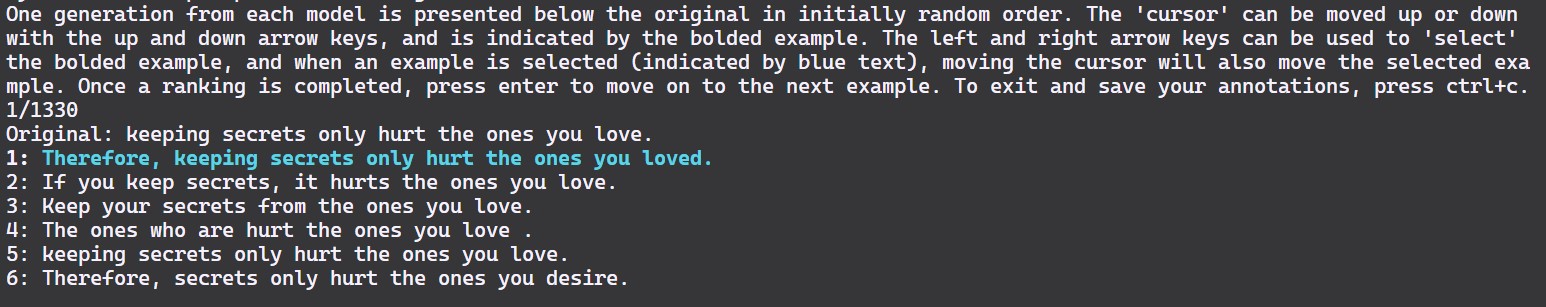 One generation from each model is presented below the original in initially random order. The 'cursor' can be moved up or down
with the up and down arrow keys, and is indicated by the bolded example. The left and right arrow keys can be used to 'select'
the bolded example, and when an example is selected (indicated by blue text), moving the cursor will also move the selected exa
mple. Once a ranking is completed, press enter to move on to the next example. To exit and save your annotations, press ctrl+c.
1/1330
Original: keeping secrets only hurt the ones you love.
1: Therefore, keeping secrets only hurt the ones you loved.
2: If you keep secrets, it hurts the ones you love.
3: Keep your secrets from the ones you love.
4: The ones who are hurt the ones you love .
5: keeping secrets only hurt the ones you love.
6: Therefore, secrets only hurt the ones you desire.